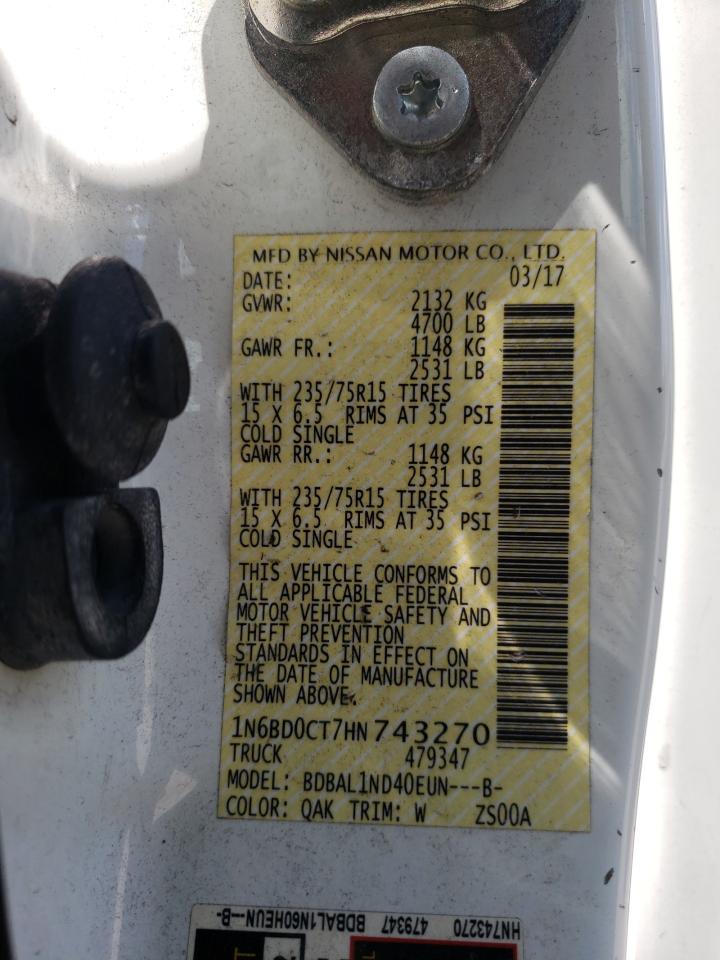 MFD BY NISSAN MOTOR CO., LTD.
DATE: 03/17
GVWR: 2132 KG
4700 LB
GAWR FR.: 1148 KG
2531 LB
WITH 235/75R15 TIRES
15 X 6.5 RIMS AT 35 PSI
COLD SINGLE
GAWR RR.: 1148 KG
2531 LB
WITH 235/75R15 TIRES
15 X 6.5 RIMS AT 35 PSI
COLD SINGLE
THIS VEHICLE CONFORMS TO
ALL APPLICABLE FEDERAL
MOTOR VEHICLE SAFETY AND
THEFT PREVENTION
STANDARDS IN EFFECT ON
THE DATE OF MANUFACTURE
SHOWN ABOVE.
1N6BD0CT7HN743270
TRUCK 479347
MODEL: BDBAL1ND40EUN---B-
COLOR: QAK TRIM: W ZS00A
HN743270 479347 BDBAL1N60HEUN--B-